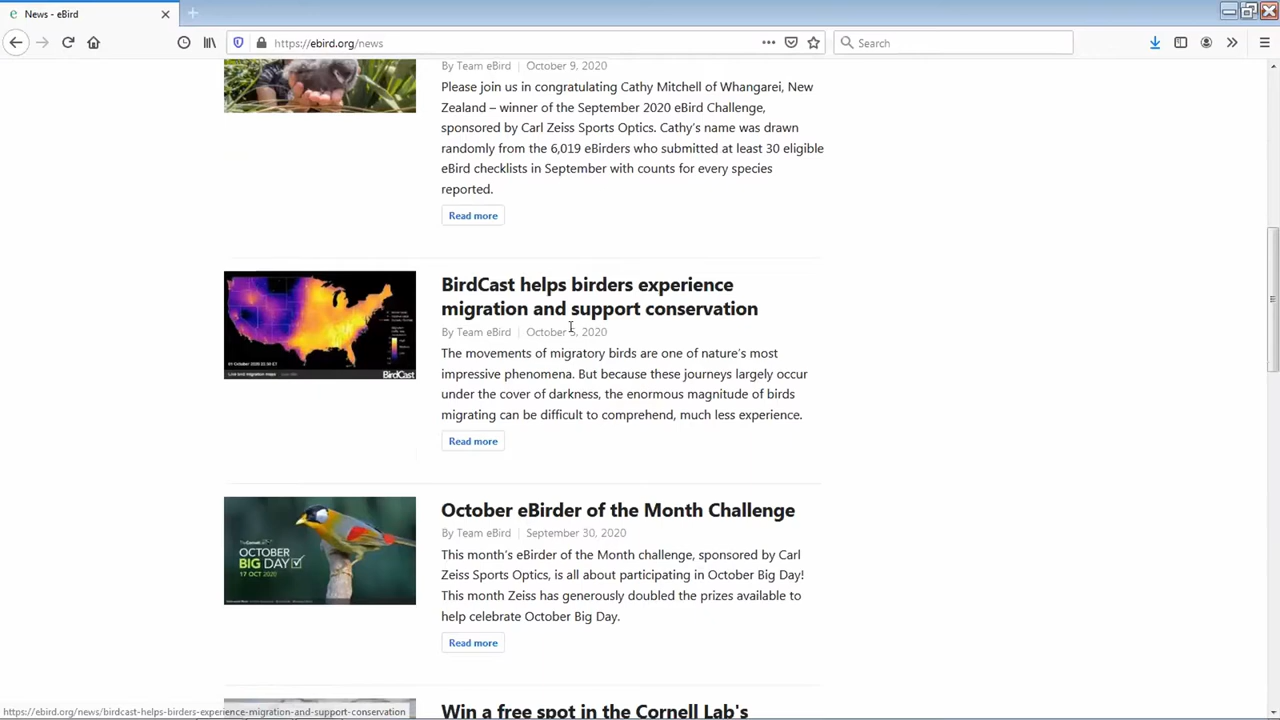 News - eBird
https://ebird.org/news
Search
By Team eBird | October 9, 2020
Please join us in congratulating Cathy Mitchell of Whangarei, New
Zealand – winner of the September 2020 eBird Challenge,
sponsored by Carl Zeiss Sports Optics. Cathy's name was drawn
randomly from the 6,019 eBirders who submitted at least 30 eligible
eBird checklists in September with counts for every species
reported.
Read more
BirdCast helps birders experience
migration and support conservation
By Team eBird | October 5, 2020
The movements of migratory birds are one of nature's most
impressive phenomena. But because these journeys largely occur
under the cover of darkness, the enormous magnitude of birds
migrating can be difficult to comprehend, much less experience.
Read more
BirdCast
October eBirder of the Month Challenge
By Team eBird | September 30, 2020
This month's eBirder of the Month challenge, sponsored by Carl
Zeiss Sports Optics, is all about participating in October Big Day!
This month Zeiss has generously doubled the prizes available to
help celebrate October Big Day.
Read more
OCTOBER
BIG DAY
17 OCT 2020
Win a free spot in the Cornell Lab's
https://ebird.org/news/birdcast-helps-birders-experience-migration-and-support-conservation